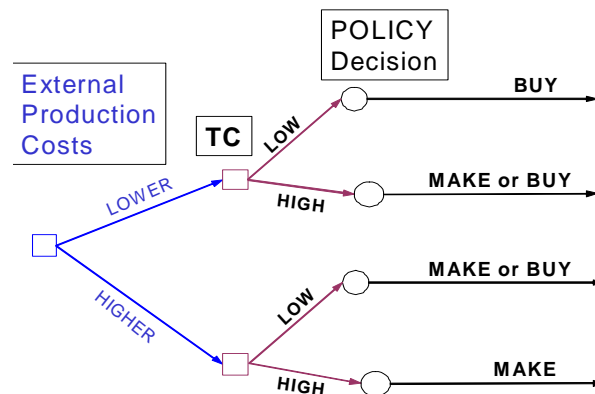 POLICY
Decision
External
Production
Costs
TC
LOW
BUY
LOWER
HIGH
MAKE or BUY
HIGHER
LOW
MAKE or BUY
HIGH
MAKE